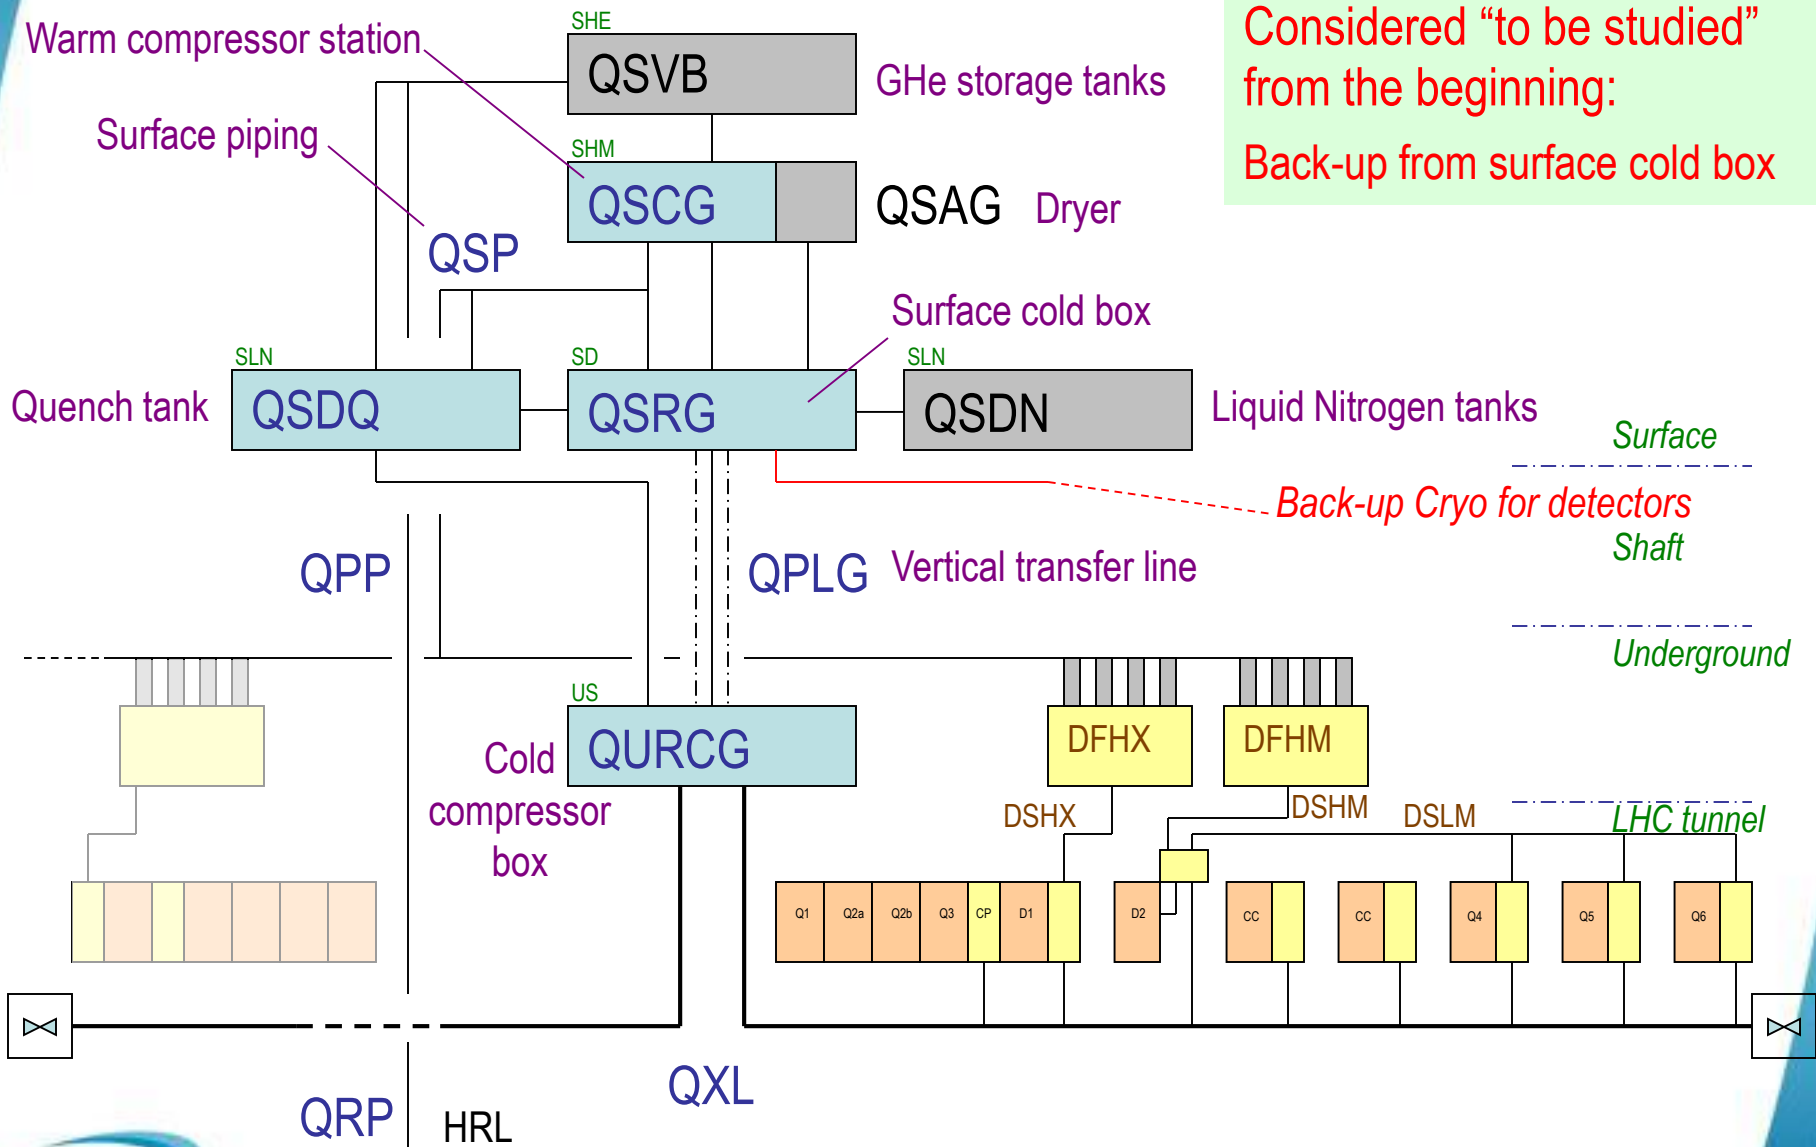 Considered “to be studied”
from the beginning:
Back-up from surface cold box
Warm compressor station
SHE
QSVB
GHe storage tanks
Surface piping
SHM
QSCG
QSAG
Dryer
QSP
Surface cold box
SLN
SD
SLN
Quench tank
QSDQ
QSRG
QSDN
Liquid Nitrogen tanks
Surface
Back-up Cryo for detectors
Shaft
QPP
QPLG
Vertical transfer line
Underground
US
QURCG
Cold
compressor
box
DFHX
DFHM
DSHX
DSHM
DSLM
LHC tunnel
Q1
Q2a
Q2b
Q3
CP
D1
D2
CC
CC
Q4
Q5
Q6
QXL
QRP
HRL